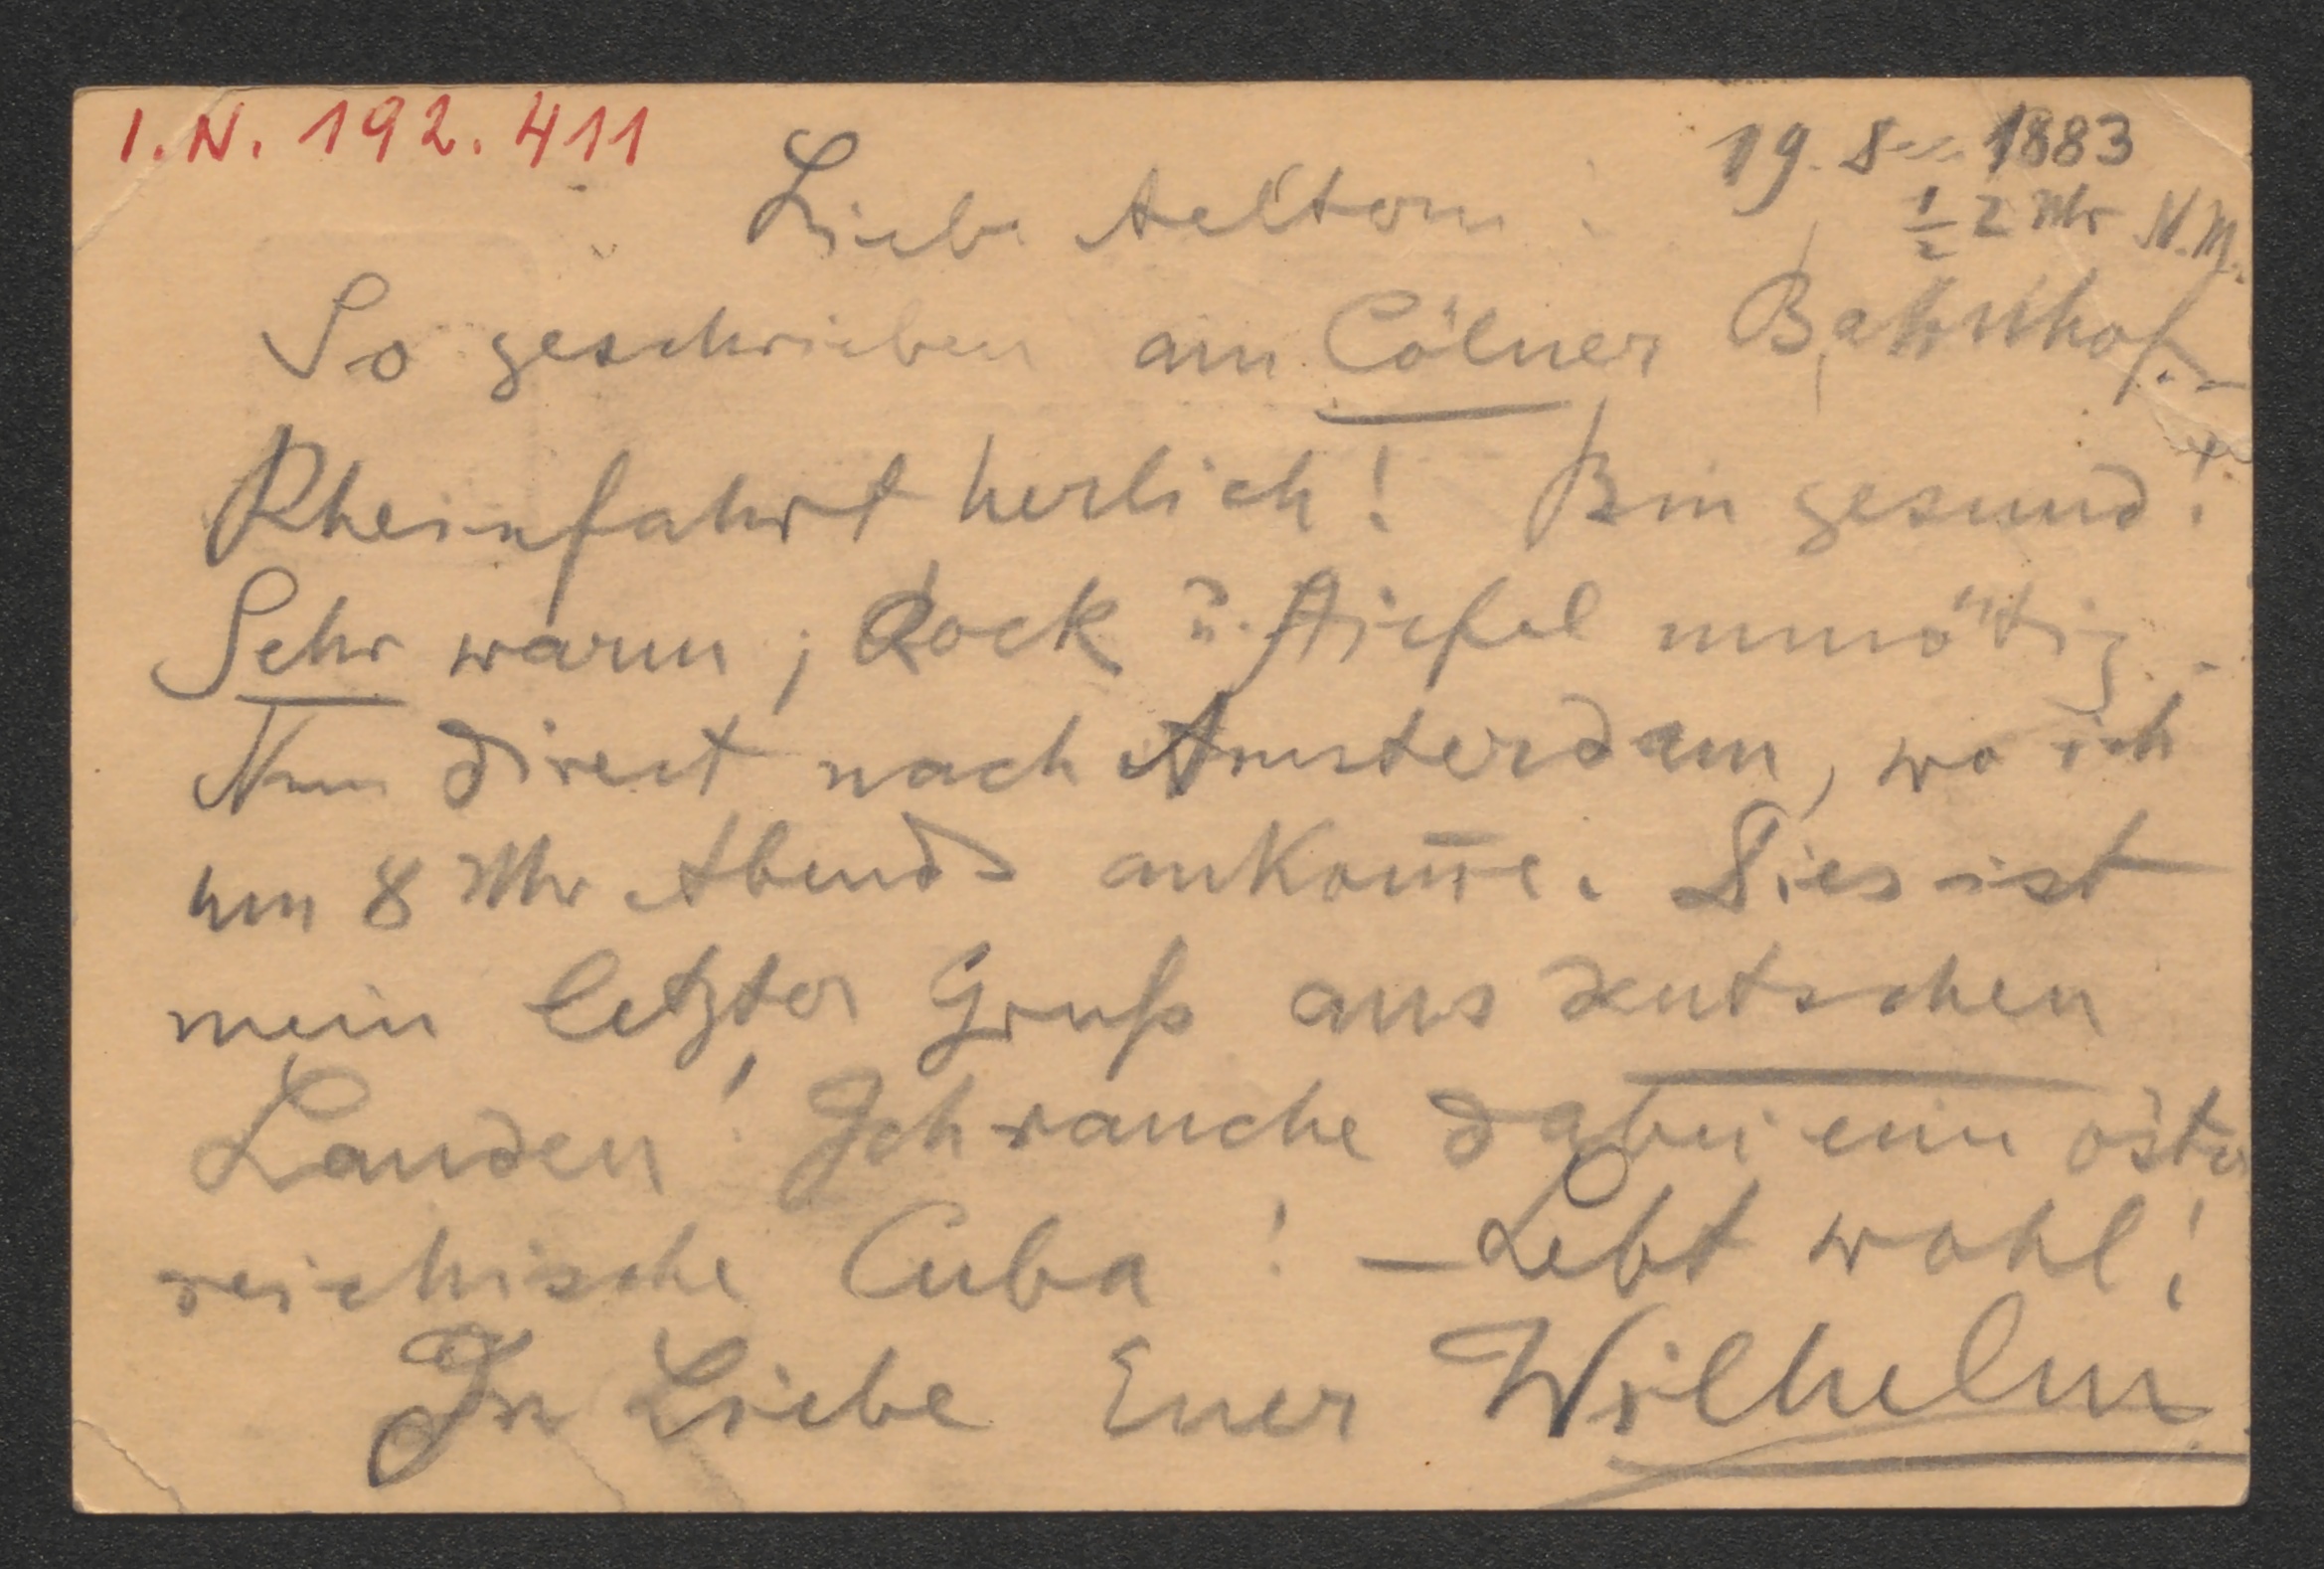 I.N. 192.411
19. 8 1883
½ 2 Uhr N.M.
Liebe Aeltern
So geschrieben am Cölner Bahnhof.
Rheinfahrt herlich! Bin gesund!
Sehr warm; Rock u. Stiefel unnötig.
Nun direct nach Amsterdam, wo ich
um 8 Uhr Abends ankom̅e. Dies ist
mein letzter Gruß aus deutschen
Landen! Ich rauche dabei eine öster
reichische Cuba! – Lebt wohl!
In Liebe Euer Wilhelm